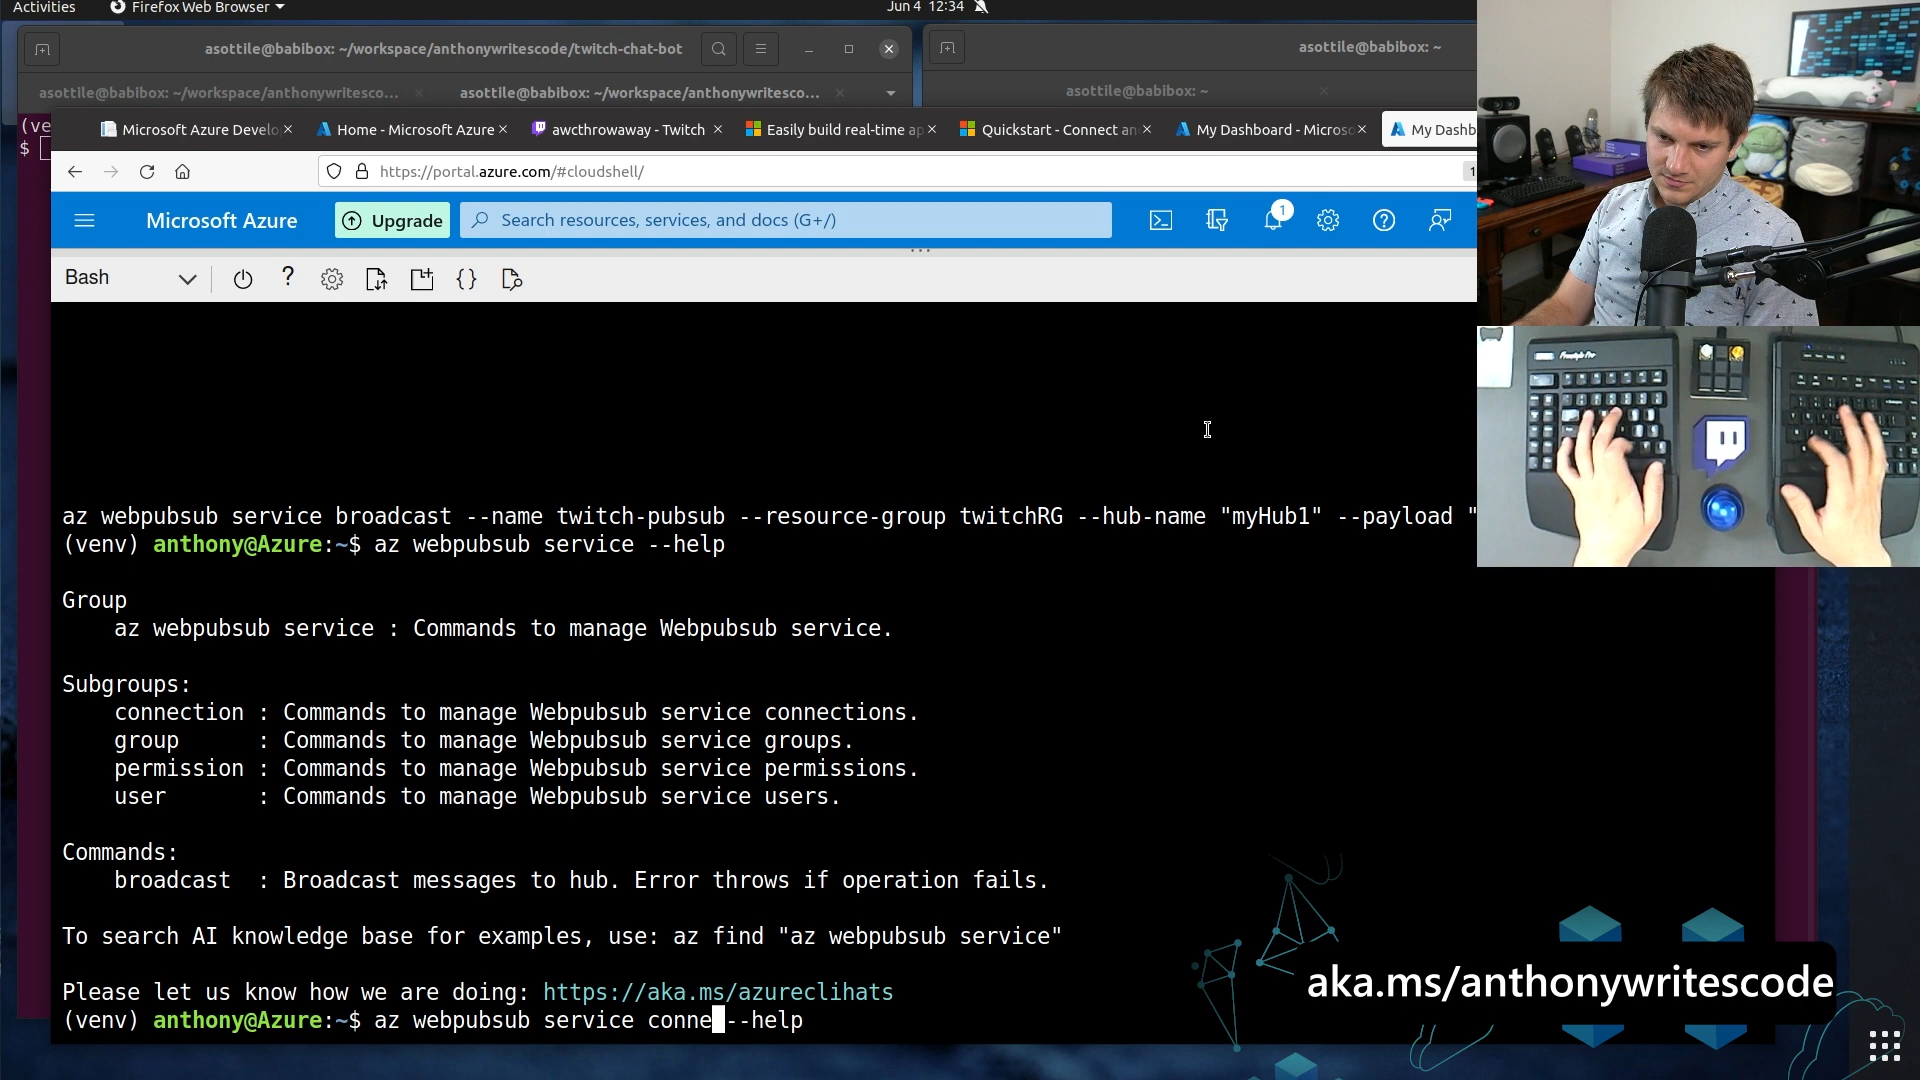 Activities
Firefox Web Browser
Jun 4 12:34
asottile@babibox: ~/workspace/anthonywritescode/twitch-chat-bot
asottile@babibox: ~
asottile@babibox: ~/workspace/anthonywritesco...
asottile@babibox: ~/workspace/anthonywritesco...
asottile@babibox: ~
(ve
$
Microsoft Azure Develo
Home - Microsoft Azure
awcthrowaway - Twitch
Easily build real-time ap
Quickstart - Connect an
My Dashboard - Microso
My Dashb
https://portal.azure.com/#cloudshell/
1
Microsoft Azure
Upgrade
Search resources, services, and docs (G+/)
1
Bash
az webpubsub service broadcast --name twitch-pubsub --resource-group twitchRG --hub-name "myHub1" --payload "
(venv) anthony@Azure:~$ az webpubsub service --help
Group
az webpubsub service : Commands to manage Webpubsub service.
Subgroups:
connection : Commands to manage Webpubsub service connections.
group : Commands to manage Webpubsub service groups.
permission : Commands to manage Webpubsub service permissions.
user : Commands to manage Webpubsub service users.
Commands:
broadcast : Broadcast messages to hub. Error throws if operation fails.
To search AI knowledge base for examples, use: az find "az webpubsub service"
Please let us know how we are doing: https://aka.ms/azureclihats
(venv) anthony@Azure:~$ az webpubsub service conne --help
aka.ms/anthonywritescode